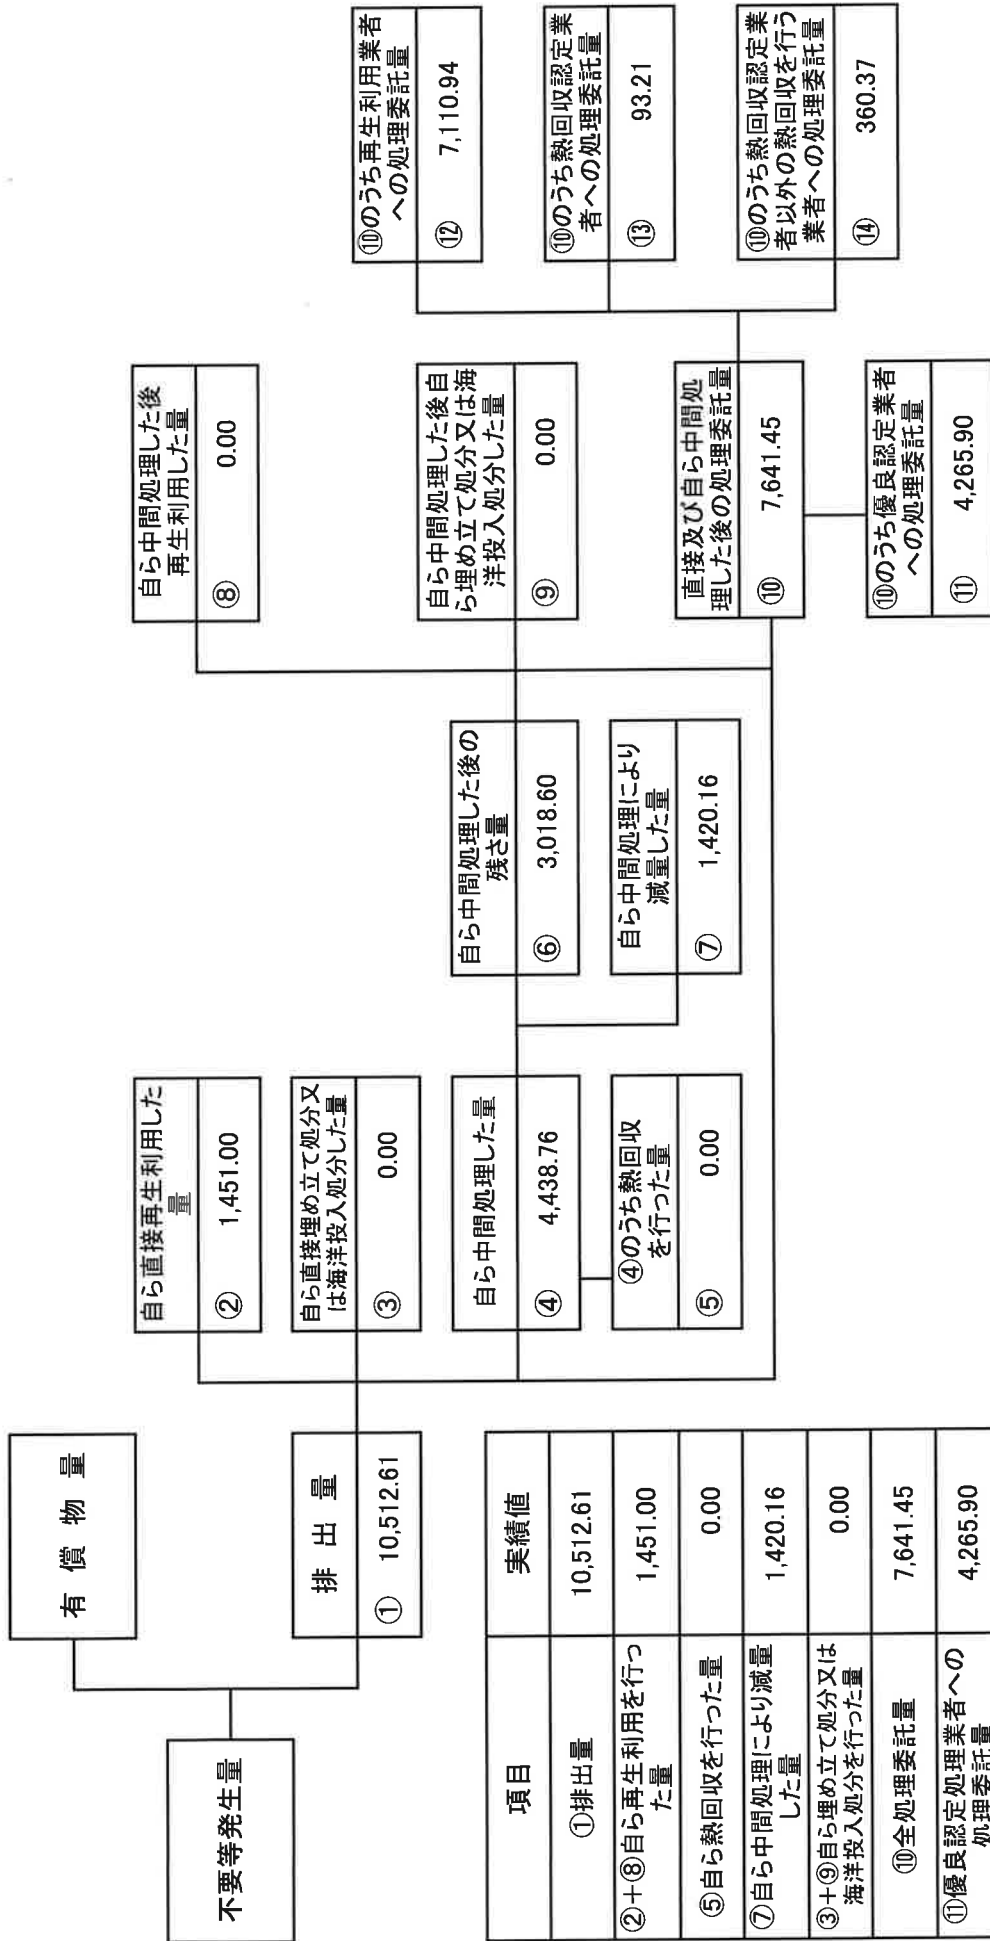 不要等発生量
有償物量
排出量
① 10,512.61
自ら直接再生利用した
量
② 1,451.00
自ら直接埋め立て処分又
は海洋投入処分した量
③ 0.00
自ら中間処理した量
④ 4,438.76
④のうち熱回収
を行った量
⑤ 0.00
自ら中間処理した後の
残さ量
⑥ 3,018.60
自ら中間処理により
減量した量
⑦ 1,420.16
自ら中間処理した後
再生利用した量
⑧ 0.00
自ら中間処理した後自
ら埋め立て処分又は海
洋投入処分した量
⑨ 0.00
直接及び自ら中間処
理した後の処理委託量
⑩ 7,641.45
⑩のうち優良認定業者
への処理委託量
⑪ 4,265.90
⑩のうち再生利用業者
への処理委託量
⑫ 7,110.94
⑩のうち熱回収認定業
者への処理委託量
⑬ 93.21
⑩のうち熱回収認定業
者以外の熱回収を行う
業者への処理委託量
⑭ 360.37
項目 実績値
①排出量 10,512.61
②+⑧自ら再生利用を行っ
た量 1,451.00
⑤自ら熱回収を行った量 0.00
⑦自ら中間処理により減量
した量 1,420.16
③+⑨自ら埋め立て処分又は
海洋投入処分を行った量 0.00
⑩全処理委託量 7,641.45
⑪優良認定処理業者への
処理委託量 4,265.90